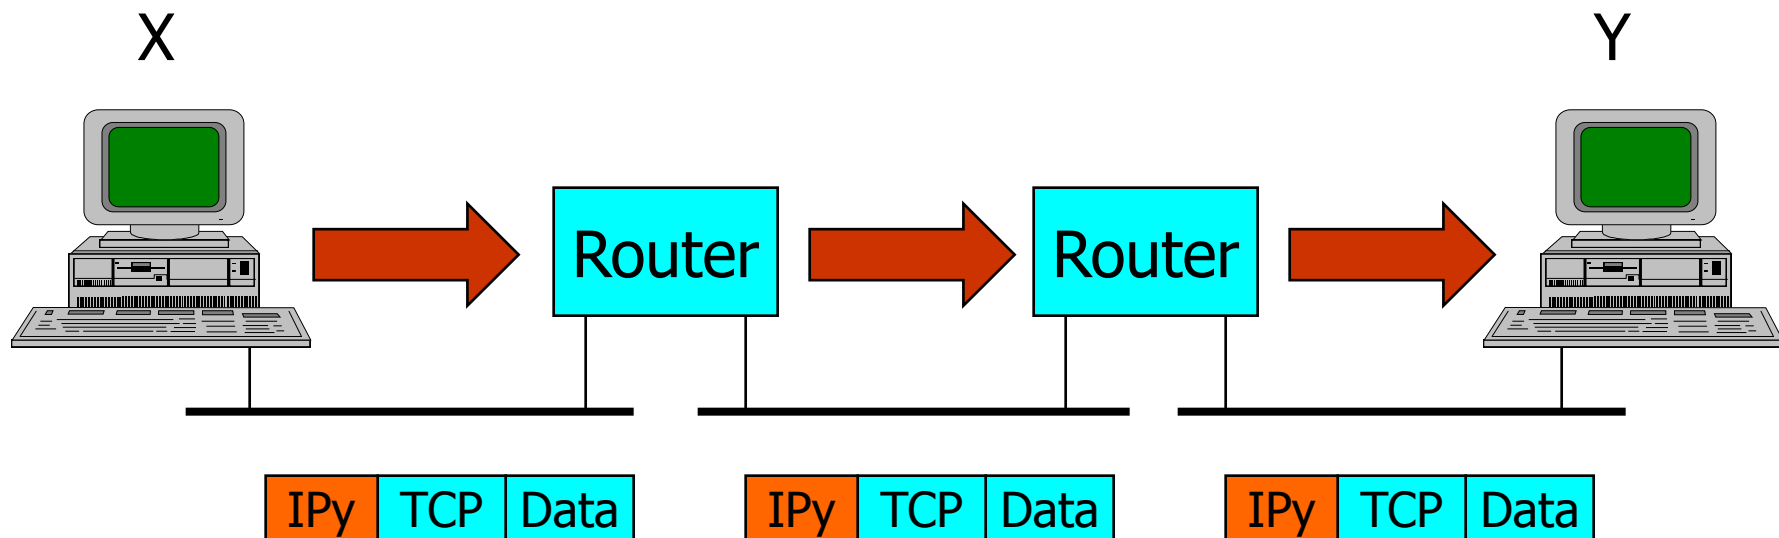 X Y
Router Router
IPy TCP Data IPy TCP Data IPy TCP Data